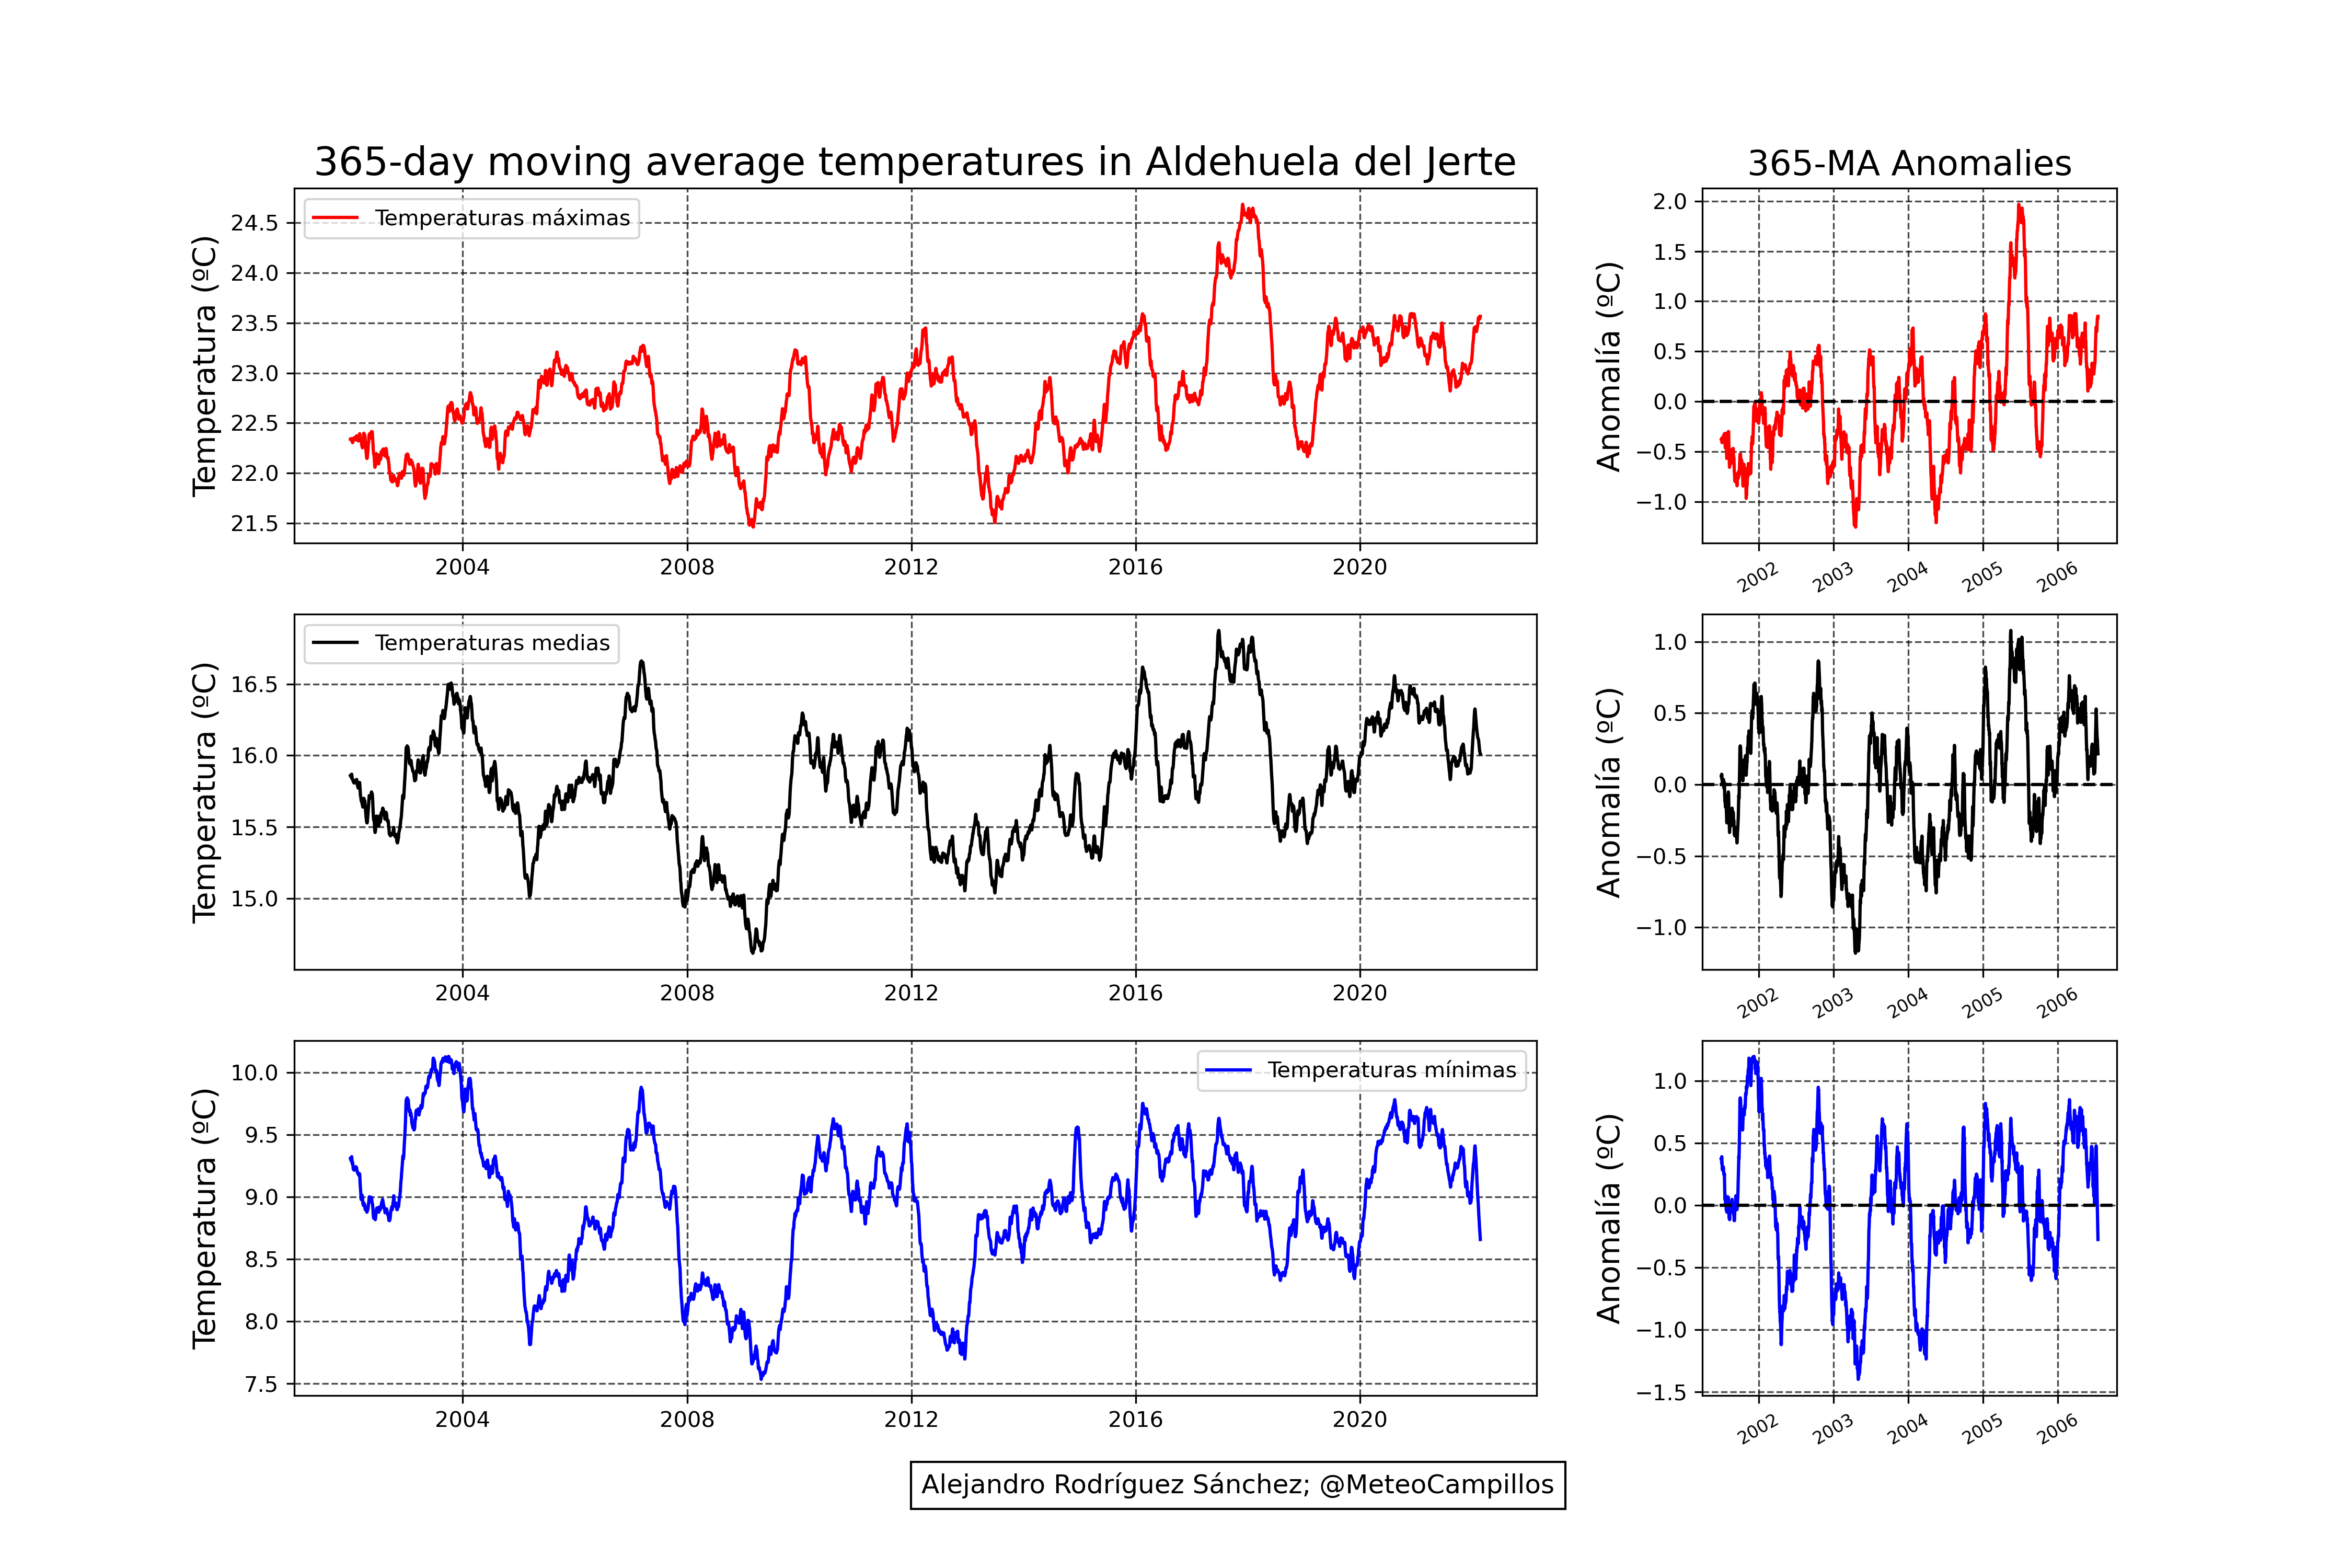 365-day moving average temperatures in Aldehuela del Jerte
365-MA Anomalies
Temperatura (ºC)
24.5
24.0
23.5
23.0
22.5
22.0
21.5
Temperaturas máximas
2004 2008 2012 2016 2020
Anomalía (ºC)
2.0
1.5
1.0
0.5
0.0
−0.5
−1.0
2002 2003 2004 2005 2006
Temperatura (ºC)
16.5
16.0
15.5
15.0
Temperaturas medias
2004 2008 2012 2016 2020
Anomalía (ºC)
1.0
0.5
0.0
−0.5
−1.0
2002 2003 2004 2005 2006
Temperatura (ºC)
10.0
9.5
9.0
8.5
8.0
7.5
Temperaturas mínimas
2004 2008 2012 2016 2020
Anomalía (ºC)
1.0
0.5
0.0
−0.5
−1.0
−1.5
2002 2003 2004 2005 2006
Alejandro Rodríguez Sánchez; @MeteoCampillos